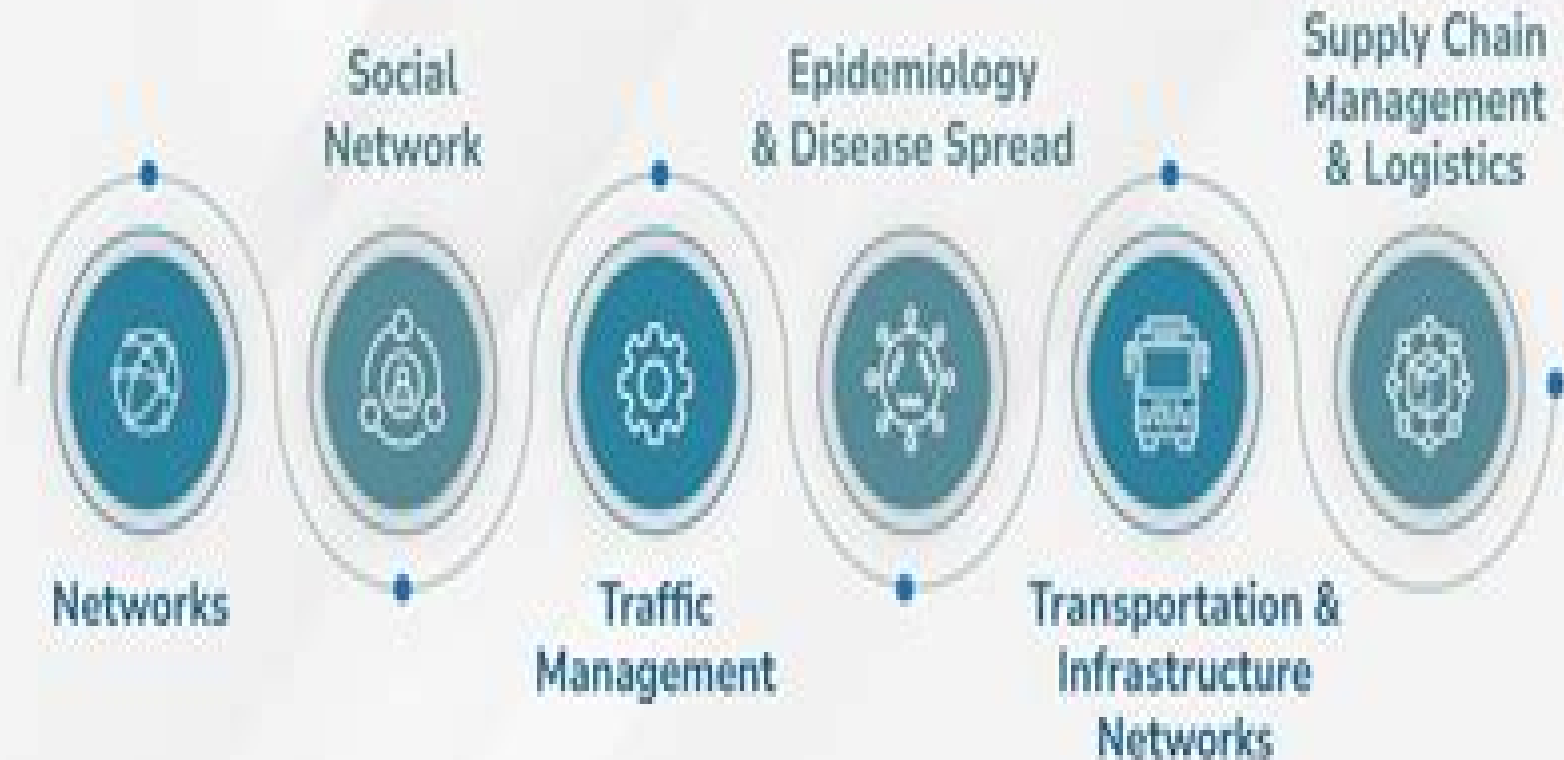 Networks
Social
Network
Traffic
Management
Epidemiology
& Disease Spread
Transportation &
Infrastructure
Networks
Supply Chain
Management
& Logistics